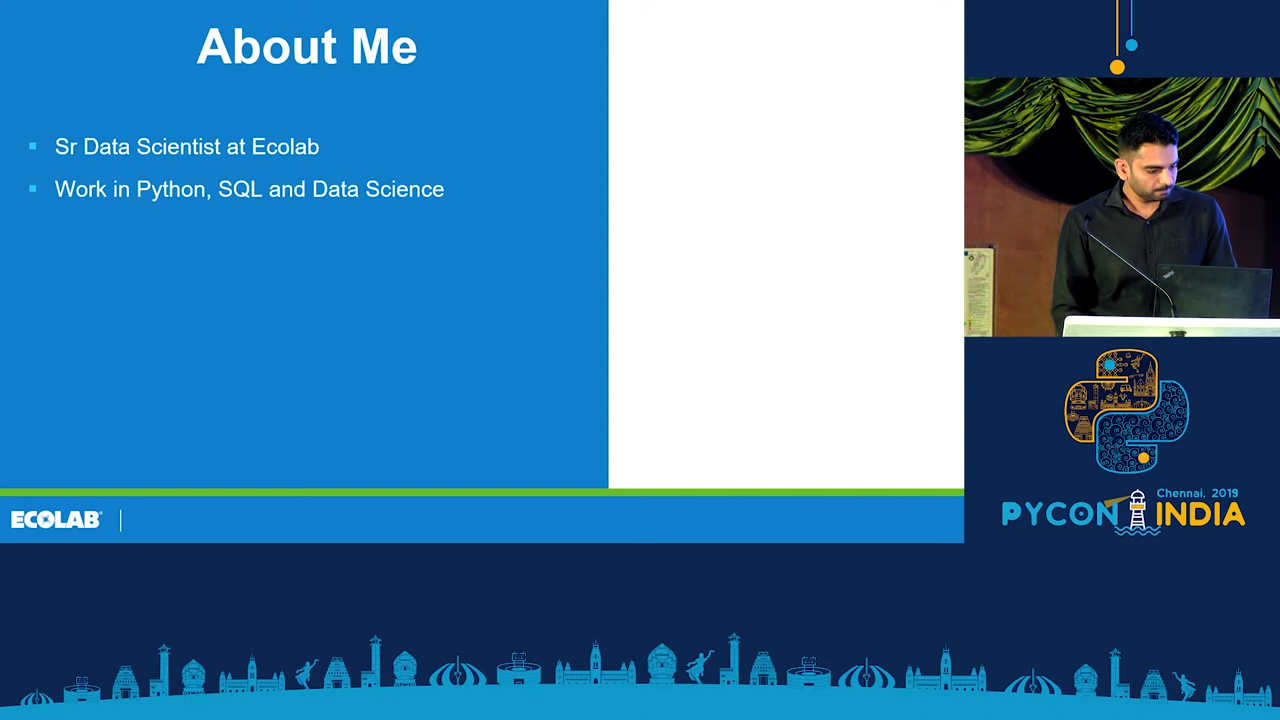 About Me
Sr Data Scientist at Ecolab
Work in Python, SQL and Data Science
ECOLAB
Chennai, 2019
PYCON INDIA